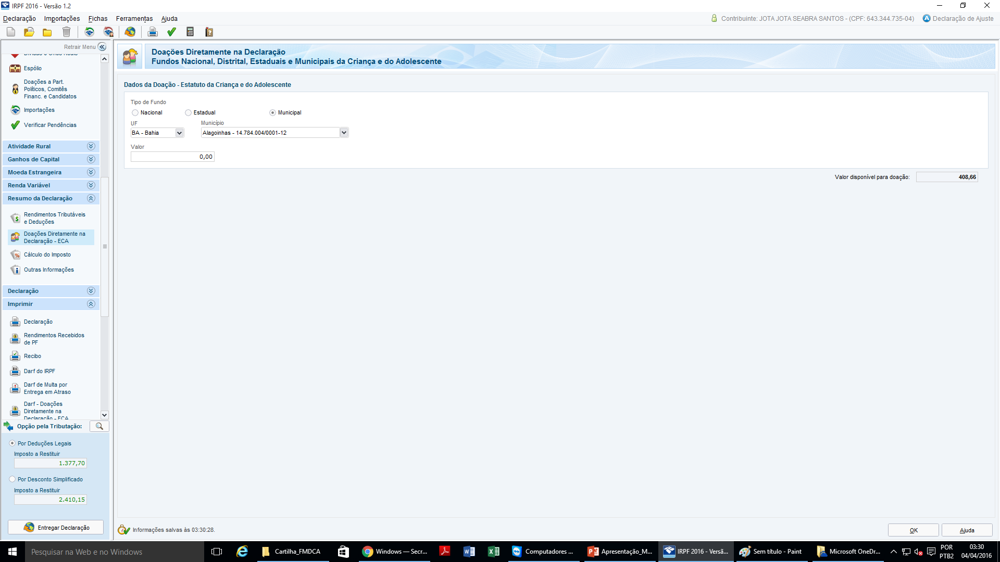 IRPF 2016 - Versão 1.2
Declaração Importações Fichas Ferramentas Ajuda
Contribuinte: JOTA JOTA SEABRA SANTOS - (CPF: 643.344.735-04) Declaração de Ajuste
Retrair Menu
Dívidas e Ônus Reais
Espólio
Doações a Part.
Políticos, Comitês
Financ. e Candidatos
Importações
Verificar Pendências
Atividade Rural
Ganhos de Capital
Moeda Estrangeira
Renda Variável
Resumo da Declaração
Rendimentos Tributáveis
e Deduções
Doações Diretamente na
Declaração - ECA
Cálculo do Imposto
Outras Informações
Declaração
Imprimir
Declaração
Rendimentos Recebidos
de PF
Recibo
Darf do IRPF
Darf de Multa por
Entrega em Atraso
Darf - Doações
Diretamente na
Declaração - ECA
Opção pela Tributação:
Por Deduções Legais
Imposto a Restituir
1.377,70
Por Desconto Simplificado
Imposto a Restituir
2.410,15
Entregar Declaração
Doações Diretamente na Declaração
Fundos Nacional, Distrital, Estaduais e Municipais da Criança e do Adolescente
Dados da Doação - Estatuto da Criança e do Adolescente
Tipo de Fundo
Nacional Estadual Municipal
UF Município
BA - Bahia Alagoinhas - 14.784.004/0001-12
Valor
0,00
Valor disponível para doação: 408,66
Informações salvas às 03:30:28.
OK Ajuda
Pesquisar na Web e no Windows
Cartilha_FMDCA
Windows — Secr...
Computadores ...
Apresentação_M...
IRPF 2016 - Versã...
Sem título - Paint
Microsoft OneDr...
POR
PTB2
03:30
04/04/2016